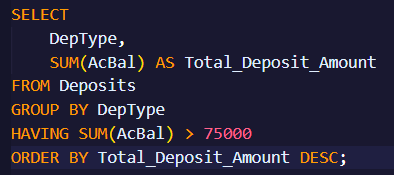 SELECT
    DepType,
    SUM(AcBal) AS Total_Deposit_Amount
FROM Deposits
GROUP BY DepType
HAVING SUM(AcBal) > 75000
ORDER BY Total_Deposit_Amount DESC;